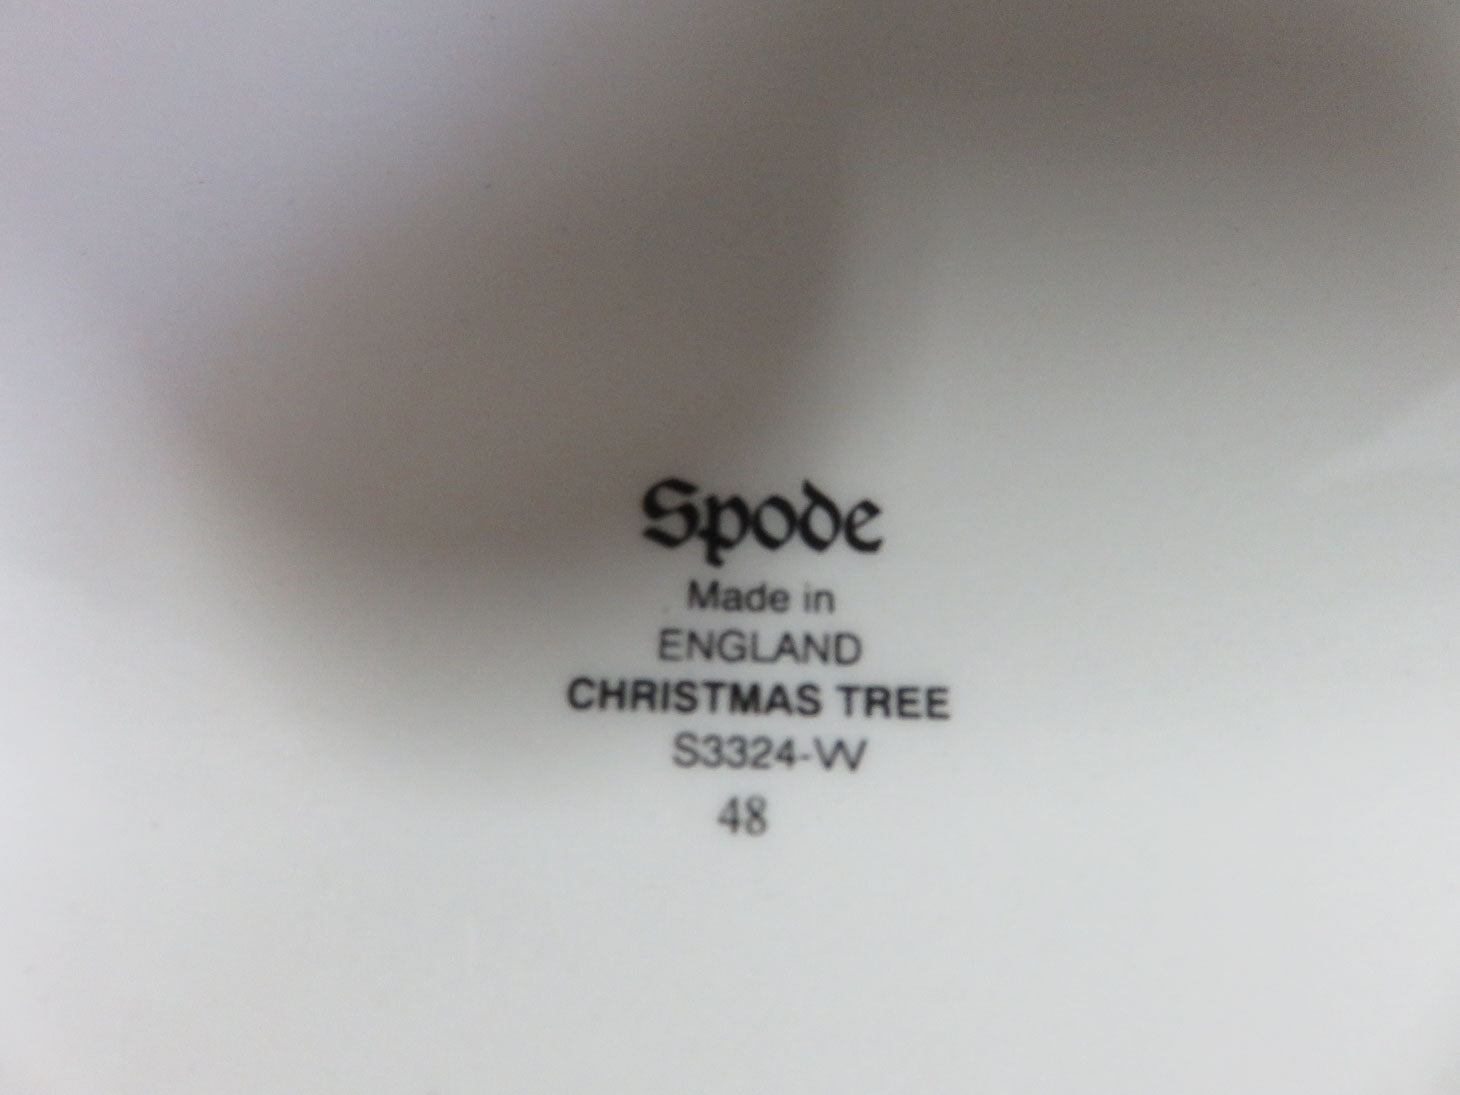 Spode
Made in
ENGLAND
CHRISTMAS TREE
S3324-W
48